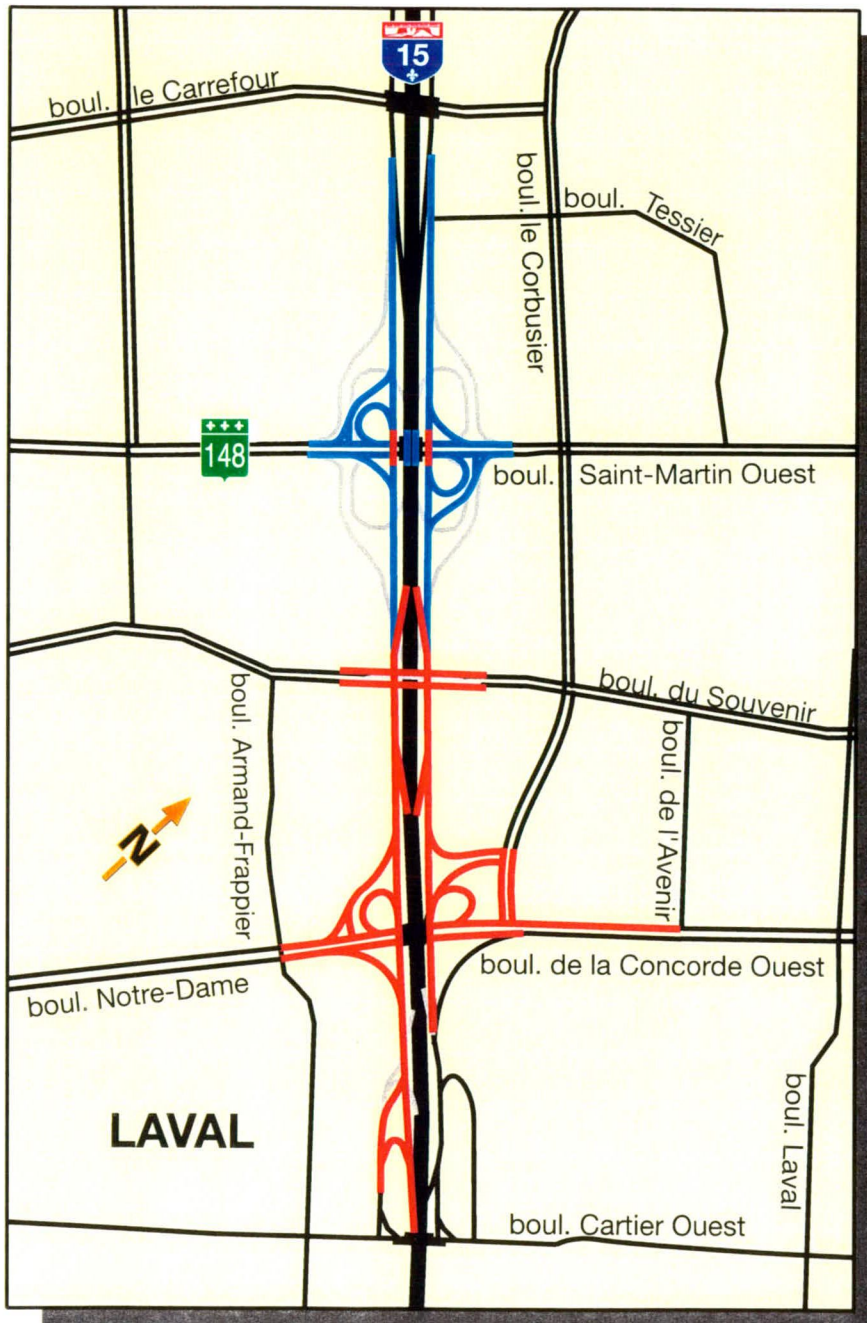 15
boul. le Carrefour
boul. le Corbusier
boul. Tessier
148
boul. Saint-Martin Ouest
boul. du Souvenir
boul. Armand-Frappier
boul. de l'Avenir
N
boul. de la Concorde Ouest
boul. Notre-Dame
LAVAL
boul. Laval
boul. Cartier Ouest